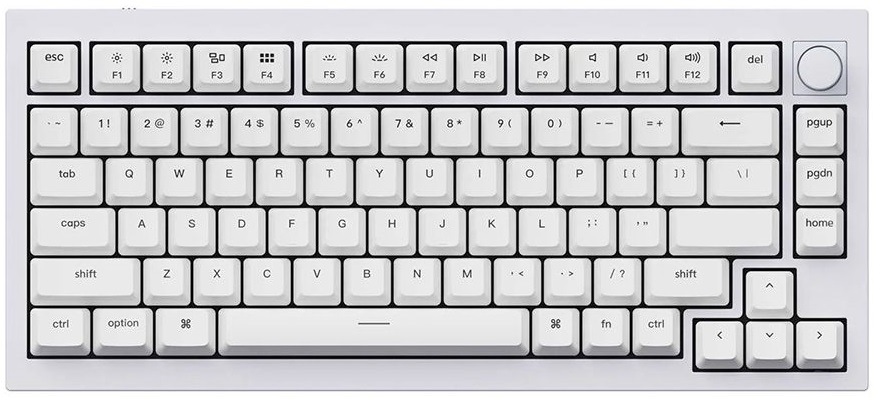 esc F1 F2 F3 F4 F5 F6 F7 F8 F9 F10 F11 F12 del
· ~ 1 ! 2 @ 3 # 4 $ 5 % 6 ^ 7 & 8 * 9 ( 0 ) - — = + ← pgup
tab Q W E R T Y U I O P [ { ] } \ | pgdn
caps A S D F G H J K L ; : ' " home
shift Z X C V B N M , < . > / ? shift ^
ctrl option ⌘ — ⌘ fn ctrl < ˅ >